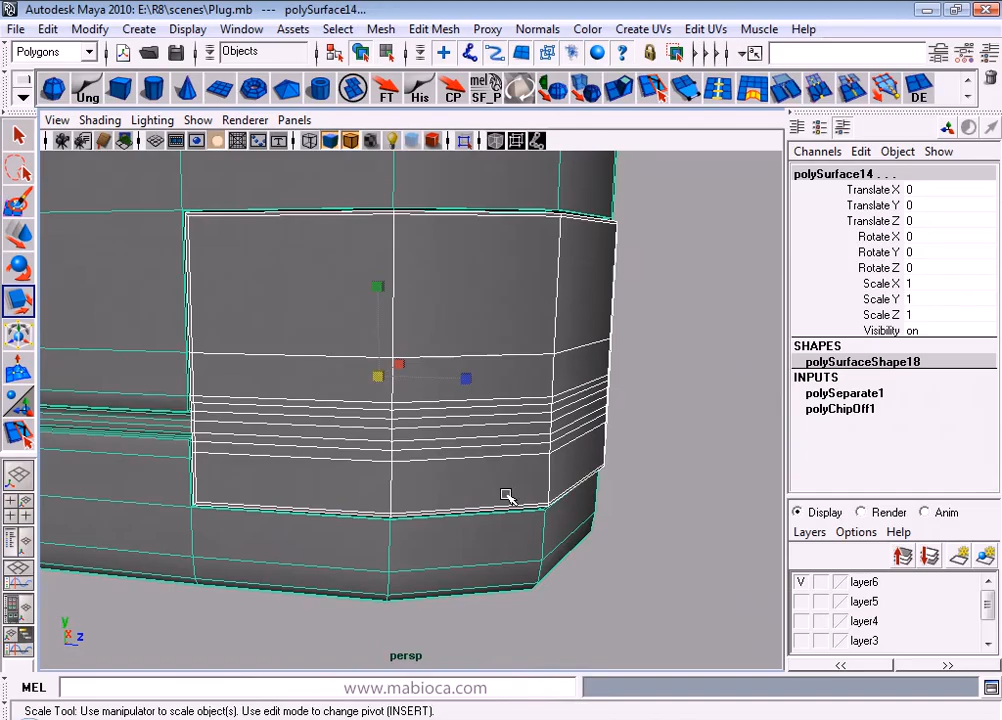 Autodesk Maya 2010: E:\R8\scenes\Plug.mb --- polySurface14...
File Edit Modify Create Display Window Assets Select Mesh Edit Mesh Proxy Normals Color Create UVs Edit UVs Muscle Help
Polygons Objects
Ung FT His mel SF_P CP DE
View Shading Lighting Show Renderer Panels
Channels Edit Object Show
polySurface14 . . .
Translate X 0
Translate Y 0
Translate Z 0
Rotate X 0
Rotate Y 0
Rotate Z 0
Scale X 1
Scale Y 1
Scale Z 1
Visibility on
SHAPES
polySurfaceShape18
INPUTS
polySeparate1
polyChipOff1
Display Render Anim
Layers Options Help
V layer6
layer5
layer4
layer3
<< >>
y
x z
persp
MEL
www.mabioca.com
Scale Tool: Use manipulator to scale object(s). Use edit mode to change pivot (INSERT).